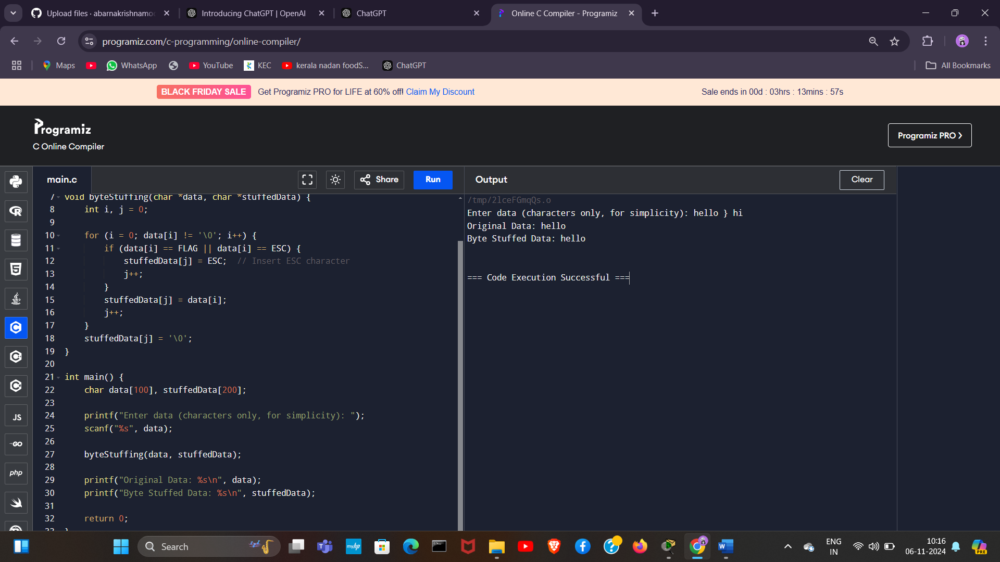 Upload files · abarnakrishnamoo
Introducing ChatGPT | OpenAI
ChatGPT
Online C Compiler - Programiz
programiz.com/c-programming/online-compiler/
Maps
WhatsApp
YouTube
KEC
kerala nadan foodS...
ChatGPT
All Bookmarks
BLACK FRIDAY SALE Get Programiz PRO for LIFE at 60% off! Claim My Discount
Sale ends in 00d : 03hrs : 13mins : 57s
Programiz
C Online Compiler
Programiz PRO >
main.c
Share
Run
Output
Clear
7 void byteStuffing(char *data, char *stuffedData) {
8 int i, j = 0;
9
10 for (i = 0; data[i] != '\0'; i++) {
11 if (data[i] == FLAG || data[i] == ESC) {
12 stuffedData[j] = ESC; // Insert ESC character
13 j++;
14 }
15 stuffedData[j] = data[i];
16 j++;
17 }
18 stuffedData[j] = '\0';
19 }
20
21 int main() {
22 char data[100], stuffedData[200];
23
24 printf("Enter data (characters only, for simplicity): ");
25 scanf("%s", data);
26
27 byteStuffing(data, stuffedData);
28
29 printf("Original Data: %s\n", data);
30 printf("Byte Stuffed Data: %s\n", stuffedData);
31
32 return 0;
33 }
/tmp/2lceFGmqQs.o
Enter data (characters only, for simplicity): hello } hi
Original Data: hello
Byte Stuffed Data: hello
=== Code Execution Successful ===
JS
GO
php
Search
myhp
ENG
IN
10:16
06-11-2024
PRE